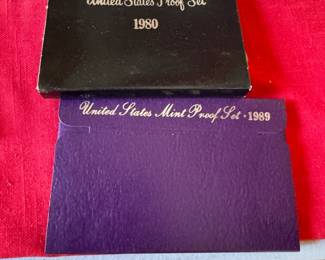 United States Proof Set
1980
United States Mint Proof Set • 1989